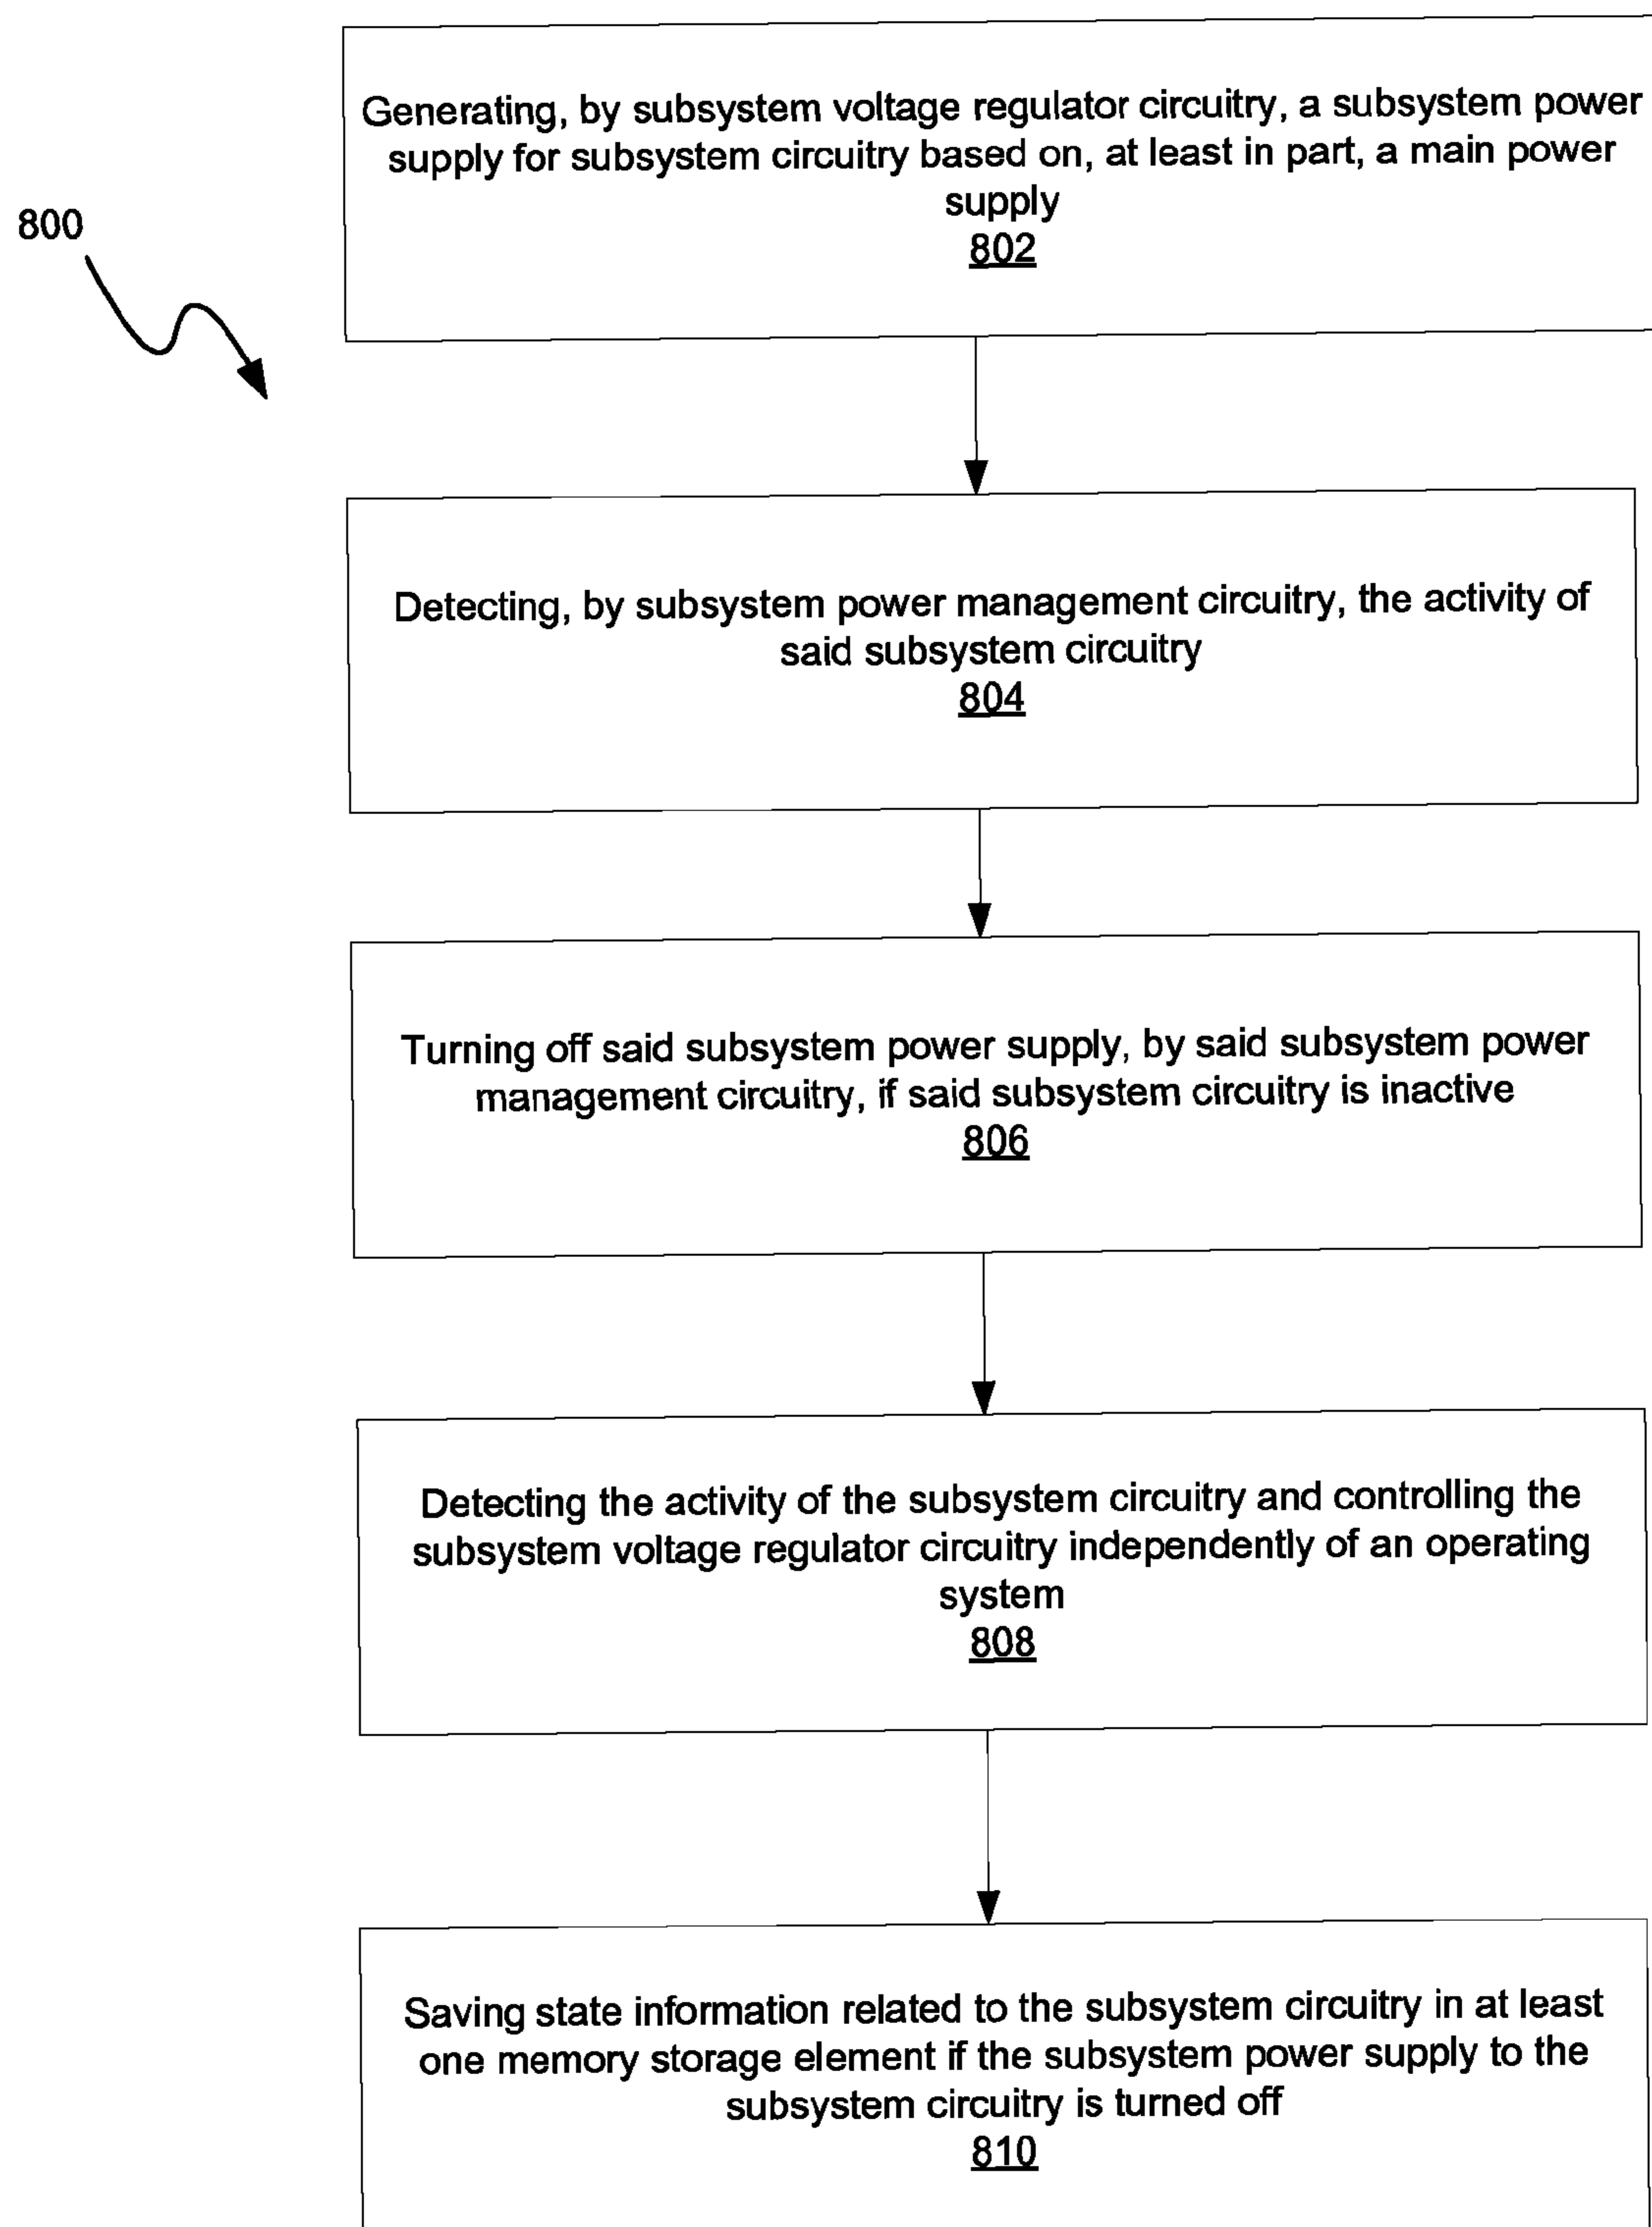 Generating, by subsystem voltage regulator circuitry, a subsystem power
supply for subsystem circuitry based on, at least in part, a main power
supply
802
800
Detecting, by subsystem power management circuitry, the activity of
said subsystem circuitry
804
Turning off said subsystem power supply, by said subsystem power
management circuitry, if said subsystem circuitry is inactive
806
Detecting the activity of the subsystem circuitry and controlling the
subsystem voltage regulator circuitry independently of an operating
system
808
Saving state information related to the subsystem circuitry in at least
one memory storage element if the subsystem power supply to the
subsystem circuitry is turned off
810